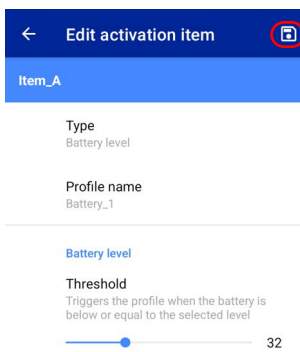 Edit activation item
Item_A
Type
Battery level
Profile name
Battery_1
Battery level
Threshold
Triggers the profile when the battery is
below or equal to the selected level
32